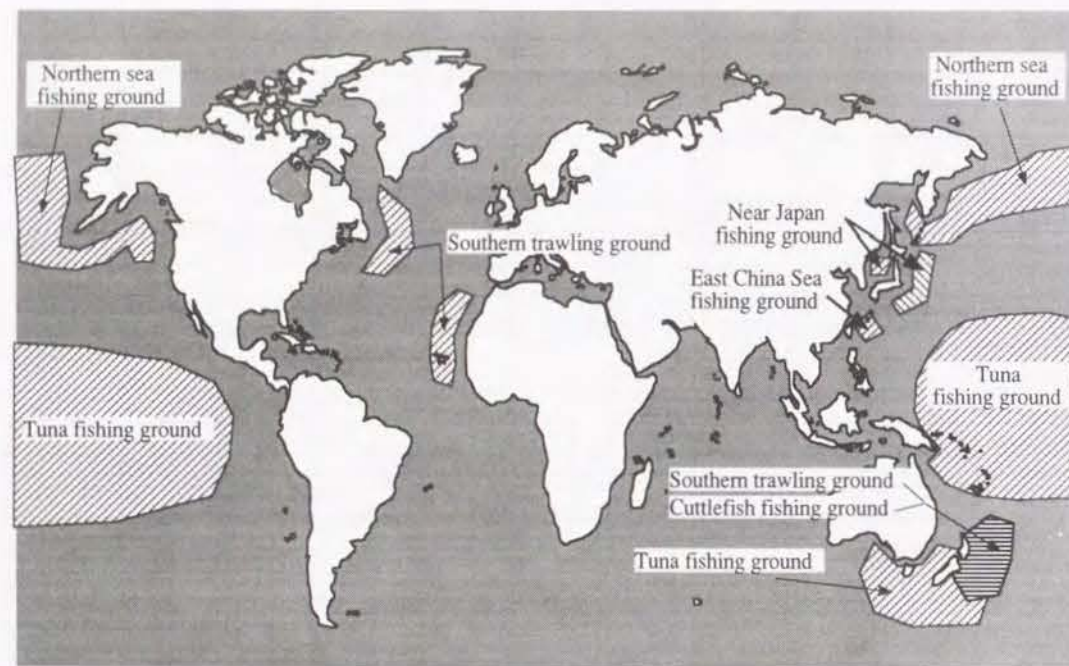 Northern sea
fishing ground
Northern sea
fishing ground
Near Japan
fishing ground
Southern trawling ground
East China Sea
fishing ground
Tuna
fishing ground
Tuna fishing ground
Southern trawling ground
Cuttlefish fishing ground
Tuna fishing ground